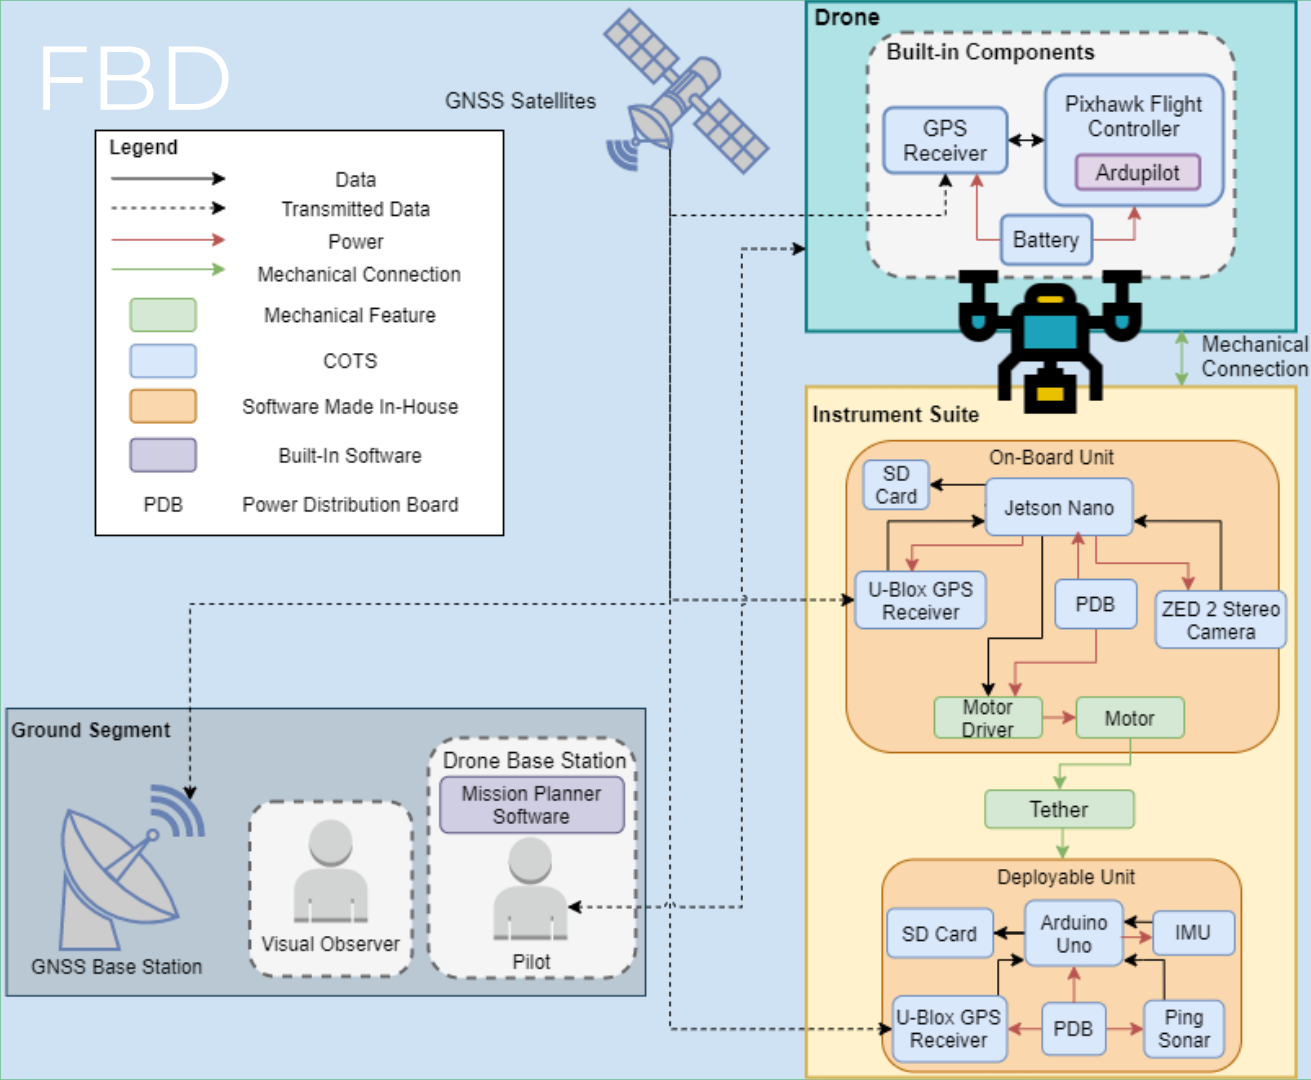 FBD
Legend
Data
Transmitted Data
Power
Mechanical Connection
Mechanical Feature
COTS
Software Made In-House
Built-In Software
PDB Power Distribution Board
GNSS Satellites
Drone
Built-in Components
GPS
Receiver
Pixhawk Flight
Controller
Ardupilot
Battery
Mechanical
Connection
Instrument Suite
On-Board Unit
SD
Card
Jetson Nano
U-Blox GPS
Receiver
PDB
ZED 2 Stereo
Camera
Motor
Driver
Motor
Tether
Deployable Unit
SD Card
Arduino
Uno
IMU
U-Blox GPS
Receiver
PDB
Ping
Sonar
Ground Segment
GNSS Base Station
Visual Observer
Drone Base Station
Mission Planner
Software
Pilot